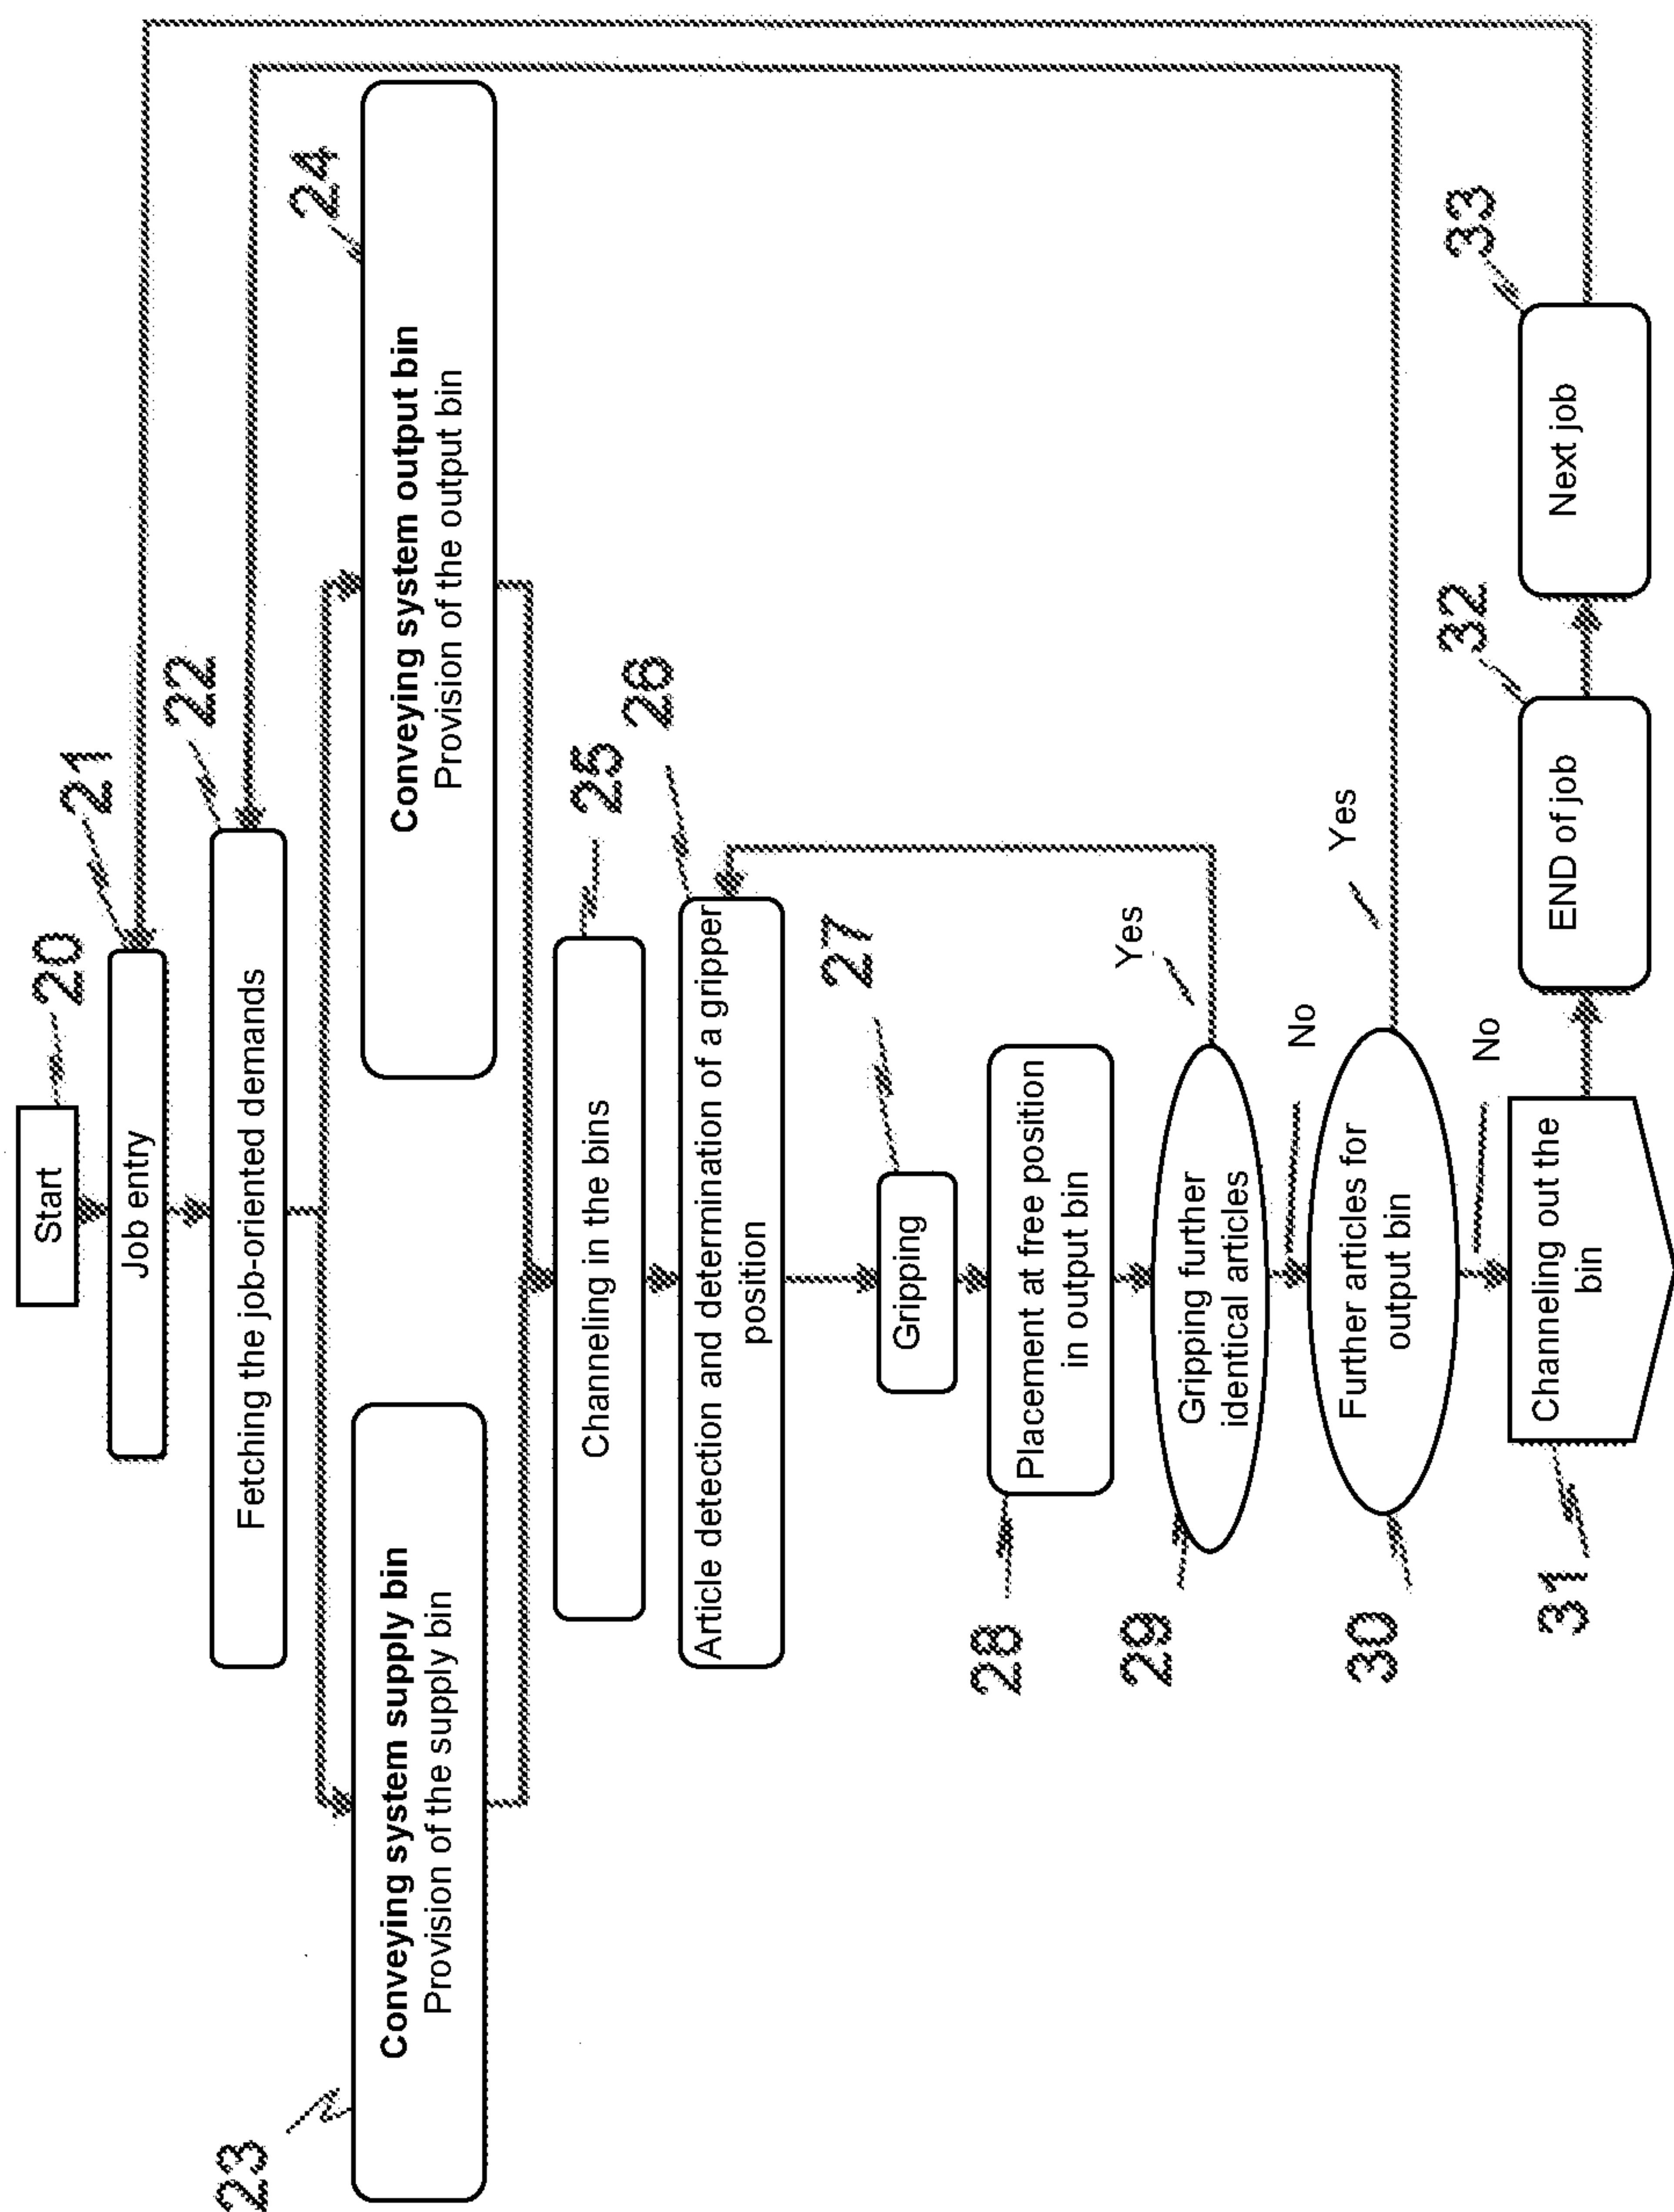 Start
20
Job entry
21
Fetching the job-oriented demands
22
Conveying system supply bin
Provision of the supply bin
23
Conveying system output bin
Provision of the output bin
24
Channeling in the bins
25
Article detection and determination of a gripper
position
26
Gripping
27
Placement at free position
in output bin
28
Gripping further
identical articles
29
Yes
No
Further articles for
output bin
30
Yes
No
Channeling out the
bin
31
END of job
32
Next job
33